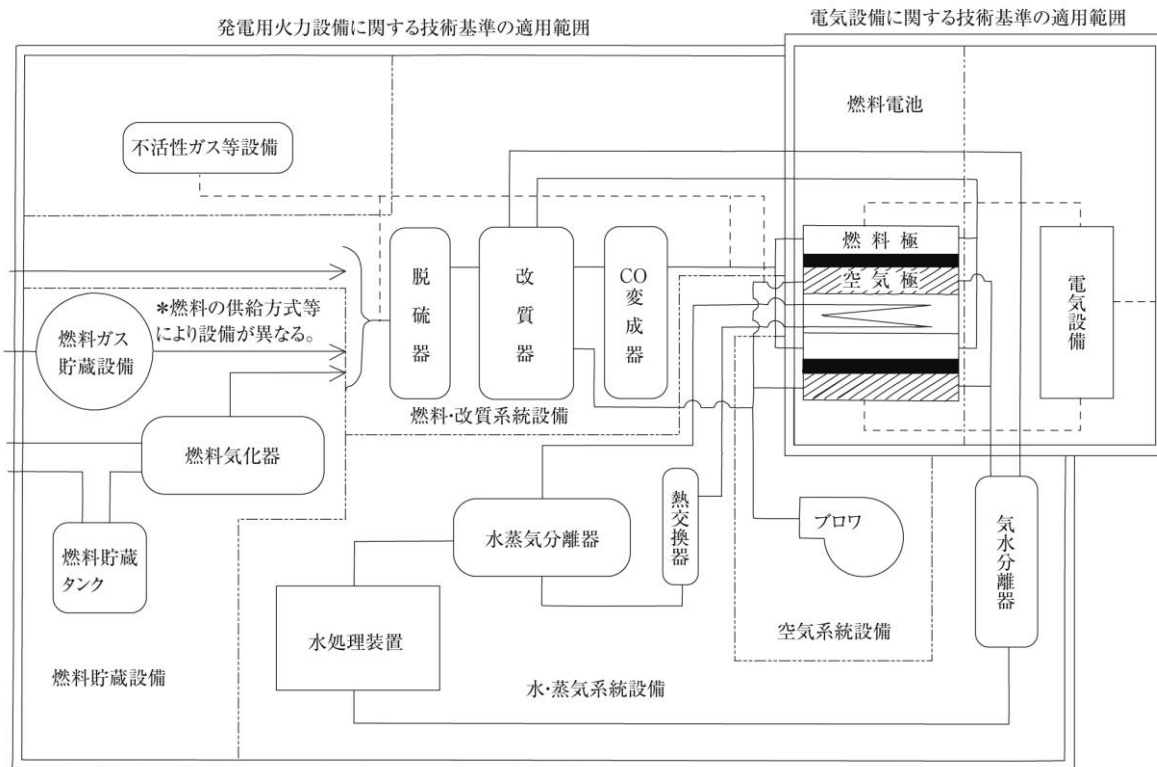 発電用火力設備に関する技術基準の適用範囲
電気設備に関する技術基準の適用範囲
燃料電池
不活性ガス等設備
脱硫器
改質器
CO変成器
燃料極
空気極
電気設備
*燃料の供給方式等
により設備が異なる。
燃料ガス
貯蔵設備
燃料・改質系統設備
燃料気化器
熱交換器
水蒸気分離器
ブロワ
気水分離器
燃料貯蔵
タンク
水処理装置
空気系統設備
燃料貯蔵設備
水・蒸気系統設備